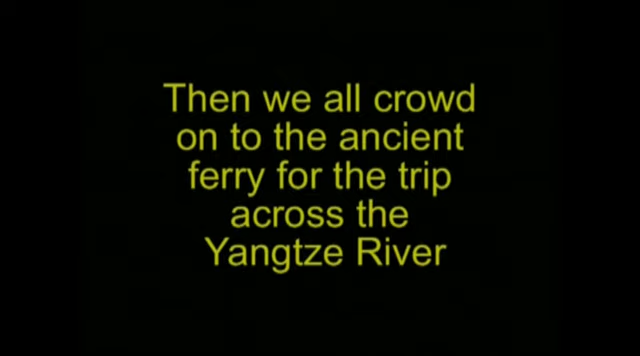 Then we all crowd
on to the ancient
ferry for the trip
across the
Yangtze River